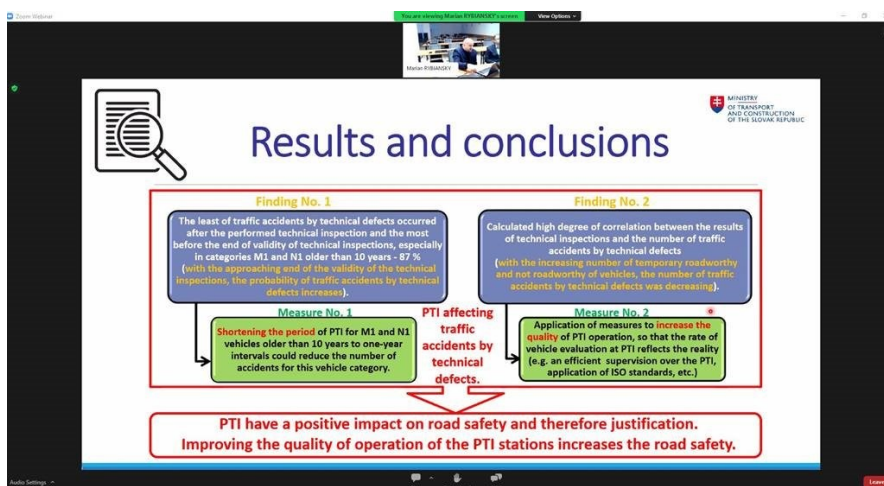 Zoom Webinar
You are viewing Marian RYBIANSKY's screen
View Options
Marian RYBIANSKY
MINISTRY
OF TRANSPORT
AND CONSTRUCTION
OF THE SLOVAK REPUBLIC
Results and conclusions
Finding No. 1
The least of traffic accidents by technical defects occurred
after the performed technical inspection and the most
before the end of validity of technical inspections, especially
in categories M1 and N1 older than 10 years - 87 %
(with the approaching end of the validity of the technical
inspections, the probability of traffic accidents by technical
defects increases).
Measure No. 1
Shortening the period of PTI for M1 and N1
vehicles older than 10 years to one-year
intervals could reduce the number of
accidents for this vehicle category.
PTI affecting
traffic
accidents by
technical
defects.
Finding No. 2
Calculated high degree of correlation between the results
of technical inspections and the number of traffic
accidents by technical defects
(with the increasing number of temporary roadworthy
and not roadworthy of vehicles, the number of traffic
accidents by technical defects was decreasing).
Measure No. 2
Application of measures to increase the
quality of PTI operation, so that the rate of
vehicle evaluation at PTI reflects the reality
(e.g. an efficient supervision over the PTI,
application of ISO standards, etc.)
PTI have a positive impact on road safety and therefore justification.
Improving the quality of operation of the PTI stations increases the road safety.
Audio Settings
Leave